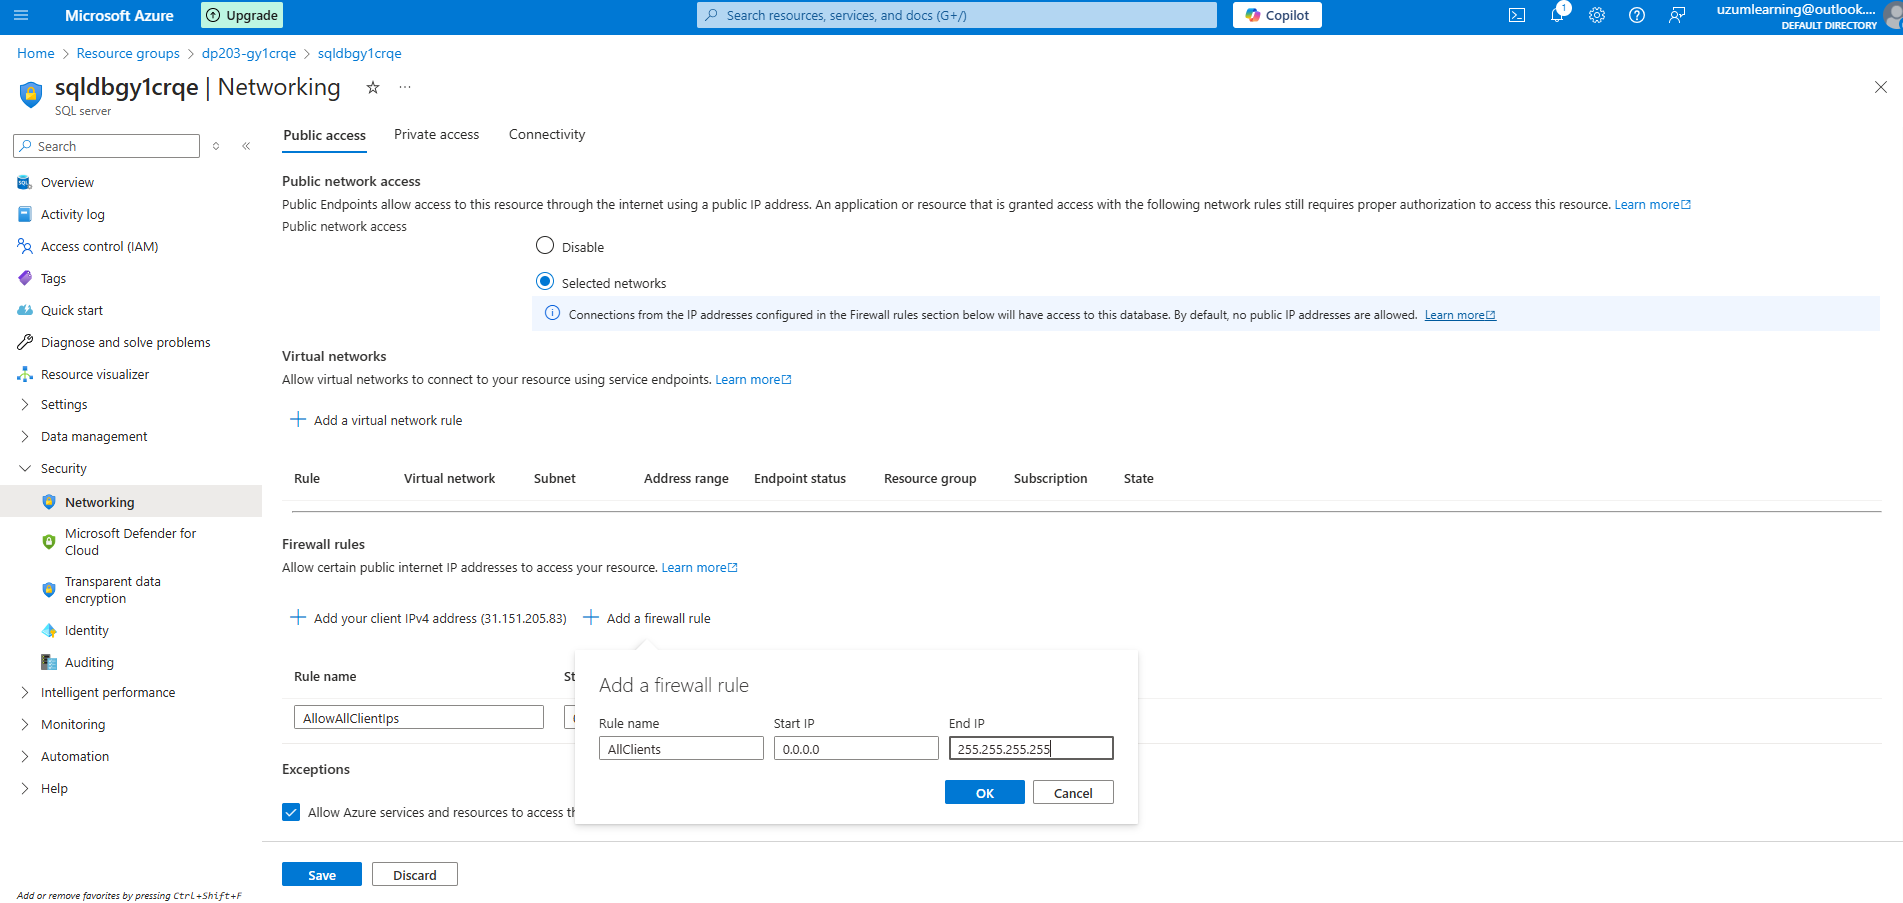 Microsoft Azure
Upgrade
Search resources, services, and docs (G+/)
Copilot
1
uzumlearning@outlook....
DEFAULT DIRECTORY
Home > Resource groups > dp203-gy1crqe > sqldbgy1crqe
sqldbgy1crqe | Networking
SQL server
Search
Overview
Activity log
Access control (IAM)
Tags
Quick start
Diagnose and solve problems
Resource visualizer
Settings
Data management
Security
Networking
Microsoft Defender for
Cloud
Transparent data
encryption
Identity
Auditing
Intelligent performance
Monitoring
Automation
Help
Add or remove favorites by pressing Ctrl+Shift+F
Public access Private access Connectivity
Public network access
Public Endpoints allow access to this resource through the internet using a public IP address. An application or resource that is granted access with the following network rules still requires proper authorization to access this resource. Learn more
Public network access
Disable
Selected networks
Connections from the IP addresses configured in the Firewall rules section below will have access to this database. By default, no public IP addresses are allowed. Learn more
Virtual networks
Allow virtual networks to connect to your resource using service endpoints. Learn more
+ Add a virtual network rule
Rule Virtual network Subnet Address range Endpoint status Resource group Subscription State
Firewall rules
Allow certain public internet IP addresses to access your resource. Learn more
+ Add your client IPv4 address (31.151.205.83) + Add a firewall rule
Rule name St
AllowAllClientIps
Add a firewall rule
Rule name Start IP End IP
AllClients 0.0.0.0 255.255.255.255
OK Cancel
Exceptions
Allow Azure services and resources to access th
Save Discard